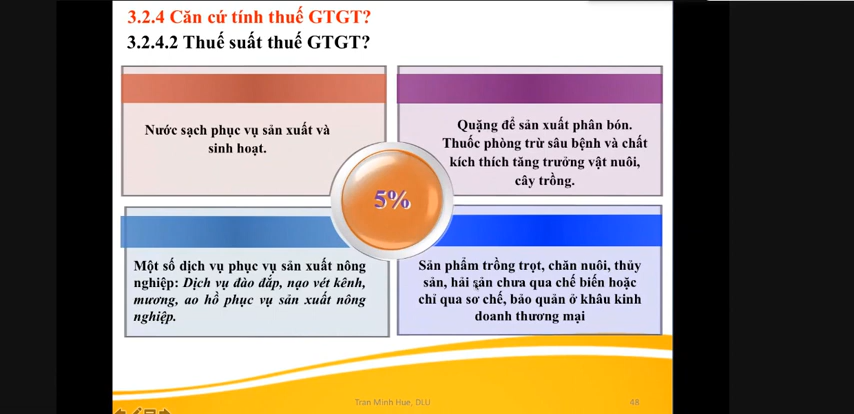 3.2.4 Căn cứ tính thuế GTGT?
3.2.4.2 Thuế suất thuế GTGT?
Nước sạch phục vụ sản xuất và
sinh hoạt.
Quặng để sản xuất phân bón.
Thuốc phòng trừ sâu bệnh và chất
kích thích tăng trưởng vật nuôi,
cây trồng.
5%
Một số dịch vụ phục vụ sản xuất nông
nghiệp: Dịch vụ đào đắp, nạo vét kênh,
mương, ao hồ phục vụ sản xuất nông
nghiệp.
Sản phẩm trồng trọt, chăn nuôi, thủy
sản, hải sản chưa qua chế biến hoặc
chỉ qua sơ chế, bảo quản ở khâu kinh
doanh thương mại
Tran Minh Hue, DLU
48